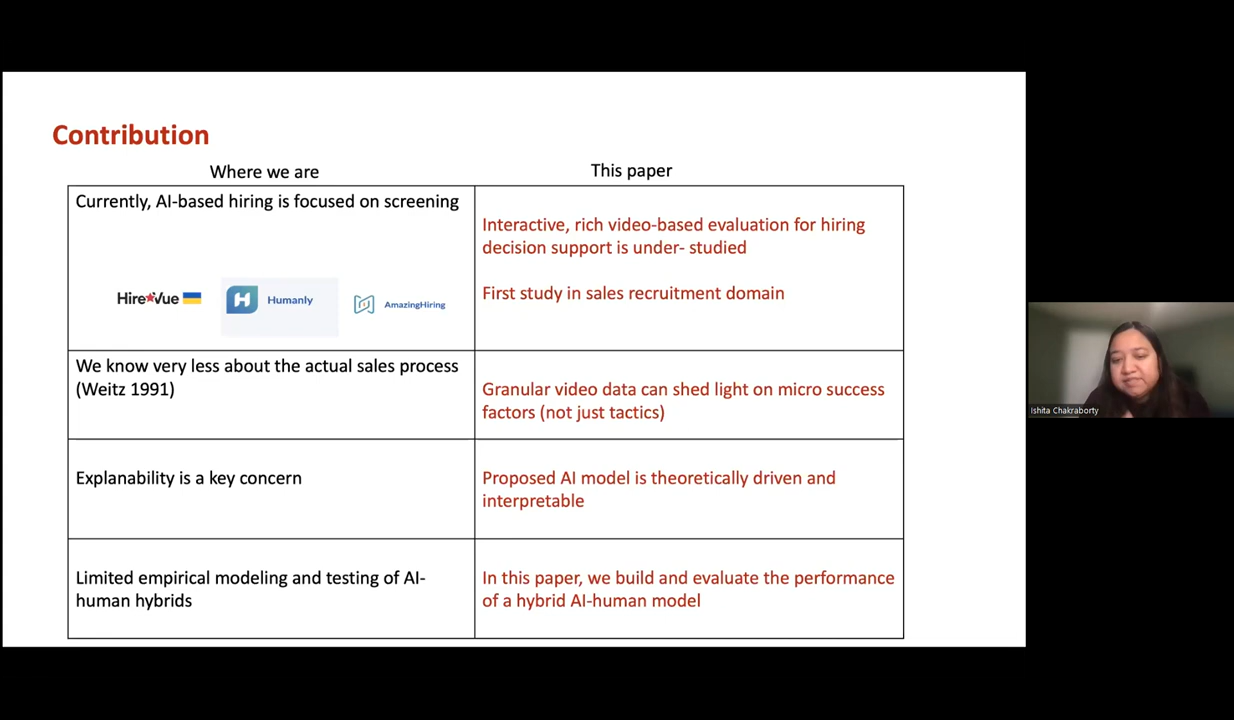 Contribution
Where we are
This paper
Currently, AI-based hiring is focused on screening
Interactive, rich video-based evaluation for hiring
decision support is under- studied
First study in sales recruitment domain
Hire Vue
Humanly
AmazingHiring
We know very less about the actual sales process
(Weitz 1991)
Granular video data can shed light on micro success
factors (not just tactics)
Explanability is a key concern
Proposed AI model is theoretically driven and
interpretable
Limited empirical modeling and testing of AI-
human hybrids
In this paper, we build and evaluate the performance
of a hybrid AI-human model
Ishita Chakraborty